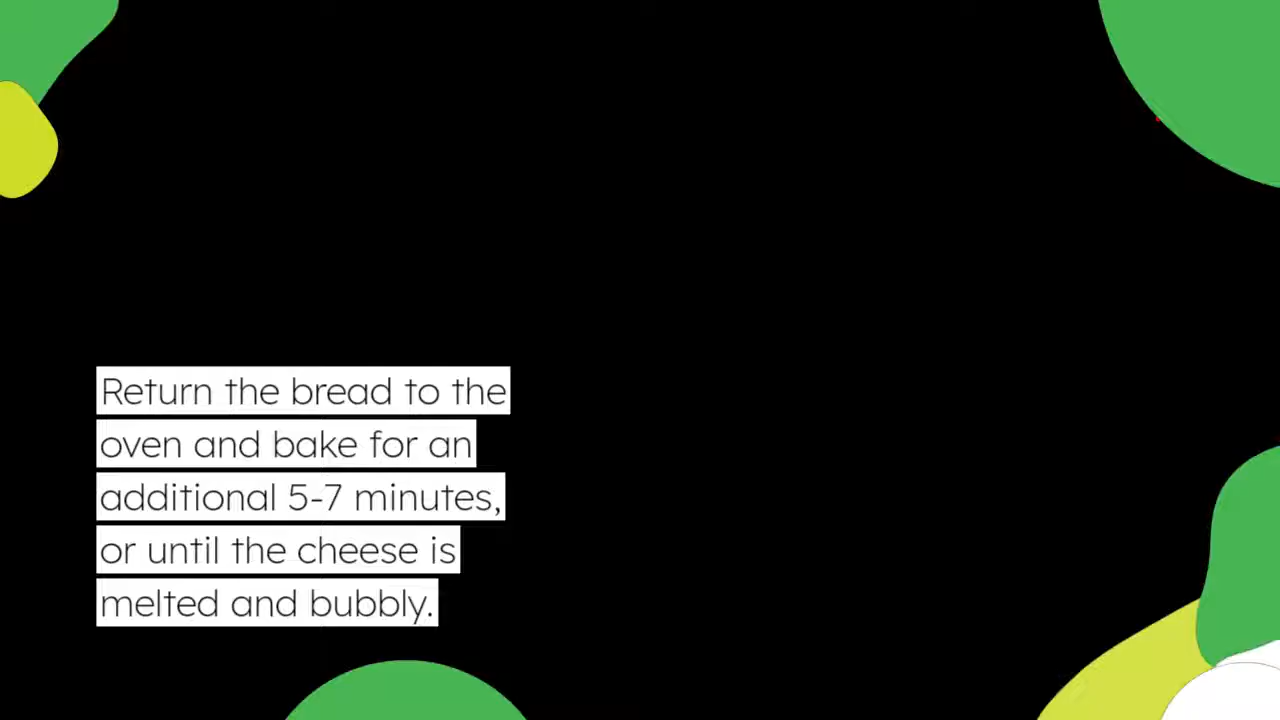 Return the bread to the
oven and bake for an
additional 5-7 minutes,
or until the cheese is
melted and bubbly.